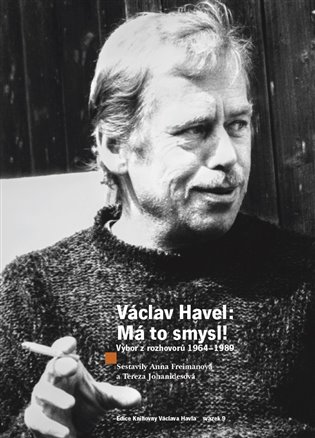 Václav Havel:
Má to smysl!
Výbor z rozhovorů 1964–1989
Sestavily Anna Freimanová
a Tereza Johanidesová
Edice Knihovny Václava Havla svazek 9